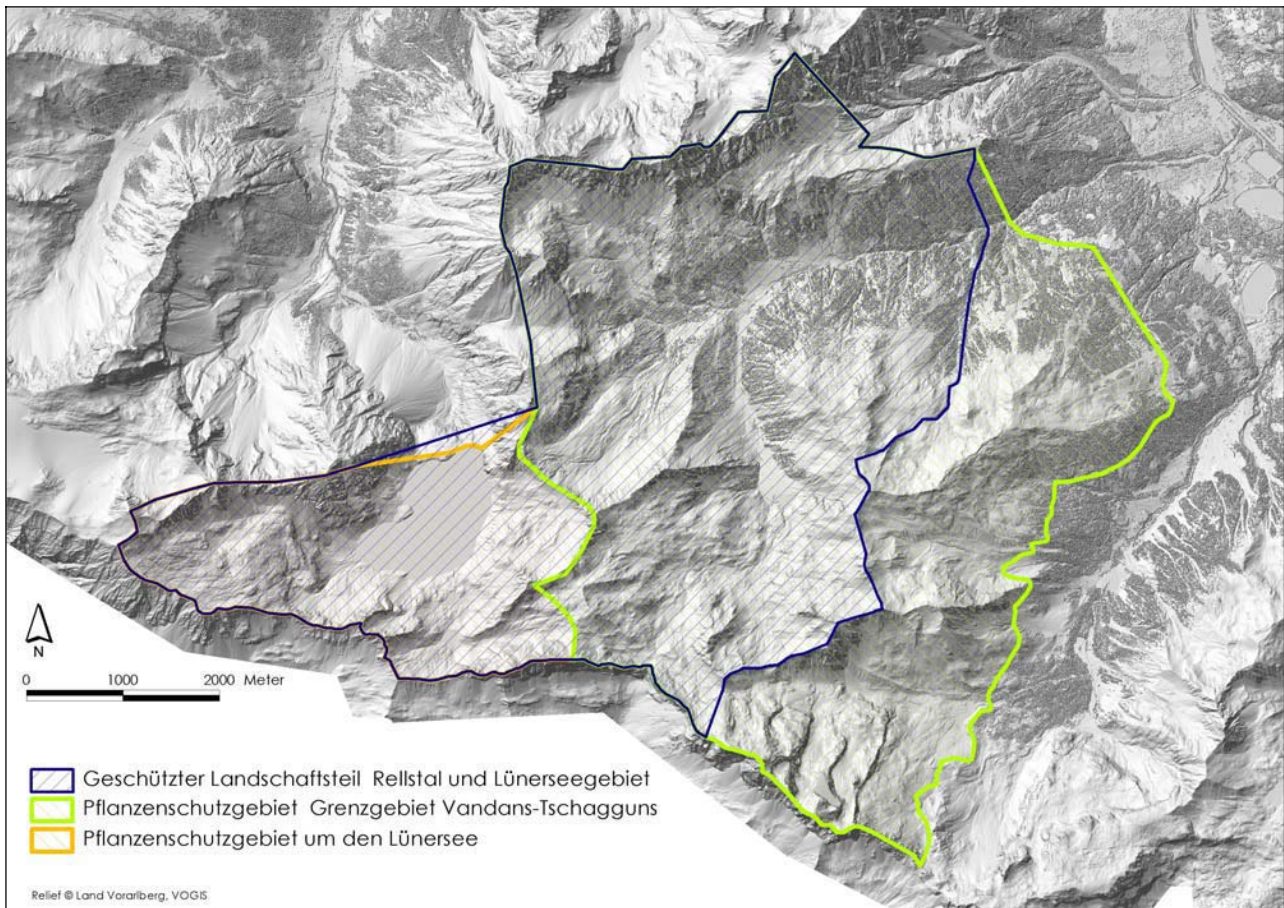 N
0 1000 2000 Meter
Geschützter Landschaftsteil Rellstal und Lünerseegebiet
Pflanzenschutzgebiet Grenzgebiet Vandans-Tschagguns
Pflanzenschutzgebiet um den Lünersee
Relief © Land Vorarlberg, VOGIS